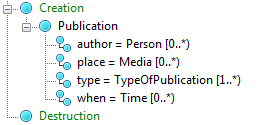 Creation
Publication
author = Person [0..*)
place = Media [0..*)
type = TypeOfPublication [1..*)
when = Time [0..*)
Destruction